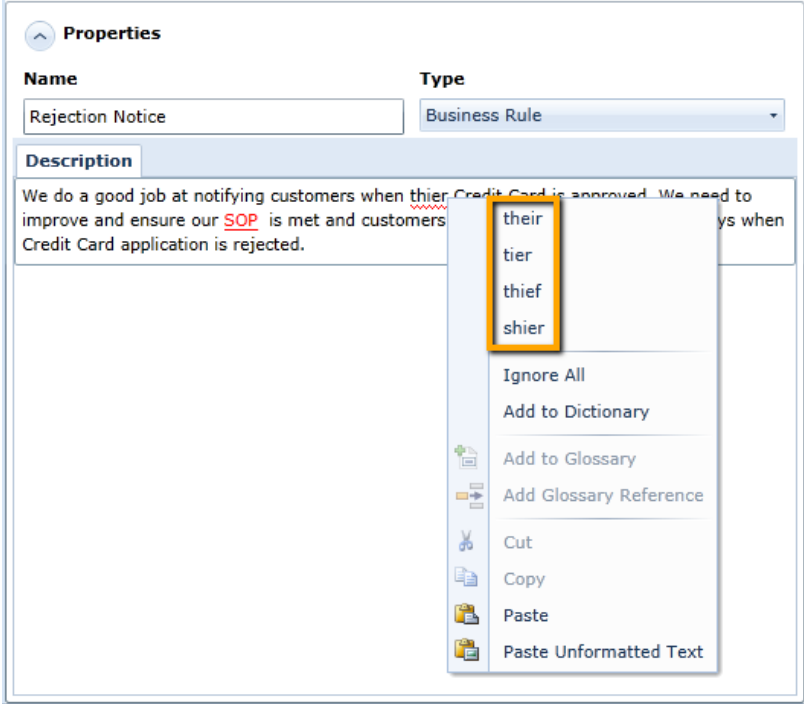 Properties
Name
Type
Rejection Notice
Business Rule
Description
We do a good job at notifying customers when thier Credit Card is approved. We need to
improve and ensure our SOP is met and customers ys when
Credit Card application is rejected.
their
tier
thief
shier
Ignore All
Add to Dictionary
Add to Glossary
Add Glossary Reference
Cut
Copy
Paste
Paste Unformatted Text